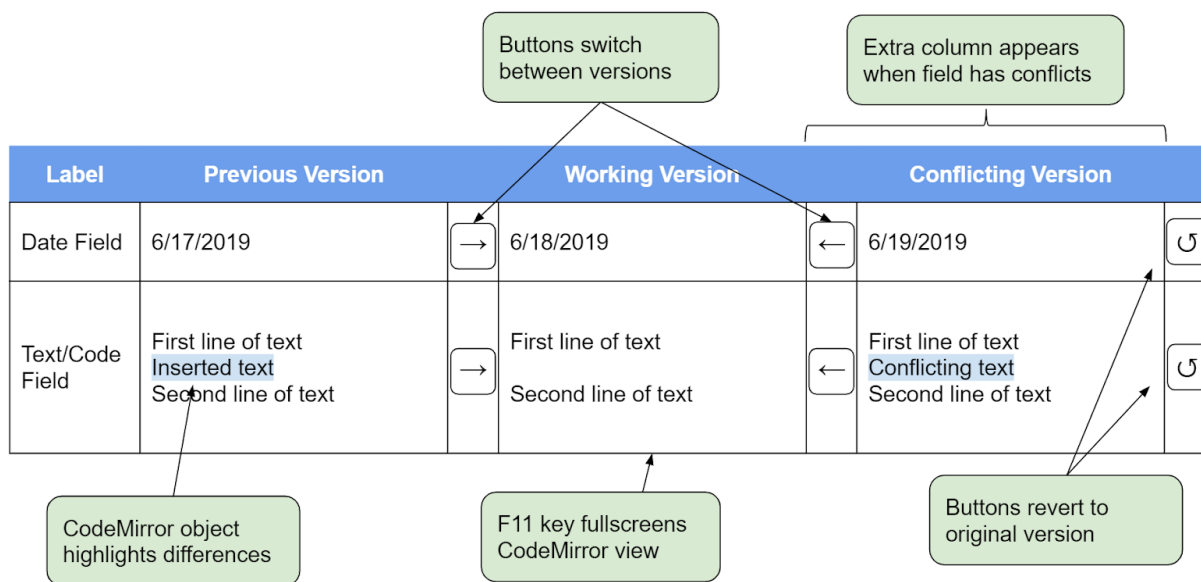 Buttons switch
between versions
Extra column appears
when field has conflicts
Label
Previous Version
Working Version
Conflicting Version
Date Field
6/17/2019
→
6/18/2019
←
6/19/2019
↺
Text/Code
Field
First line of text
Inserted text
Second line of text
→
First line of text
Second line of text
←
First line of text
Conflicting text
Second line of text
↺
CodeMirror object
highlights differences
F11 key fullscreens
CodeMirror view
Buttons revert to
original version